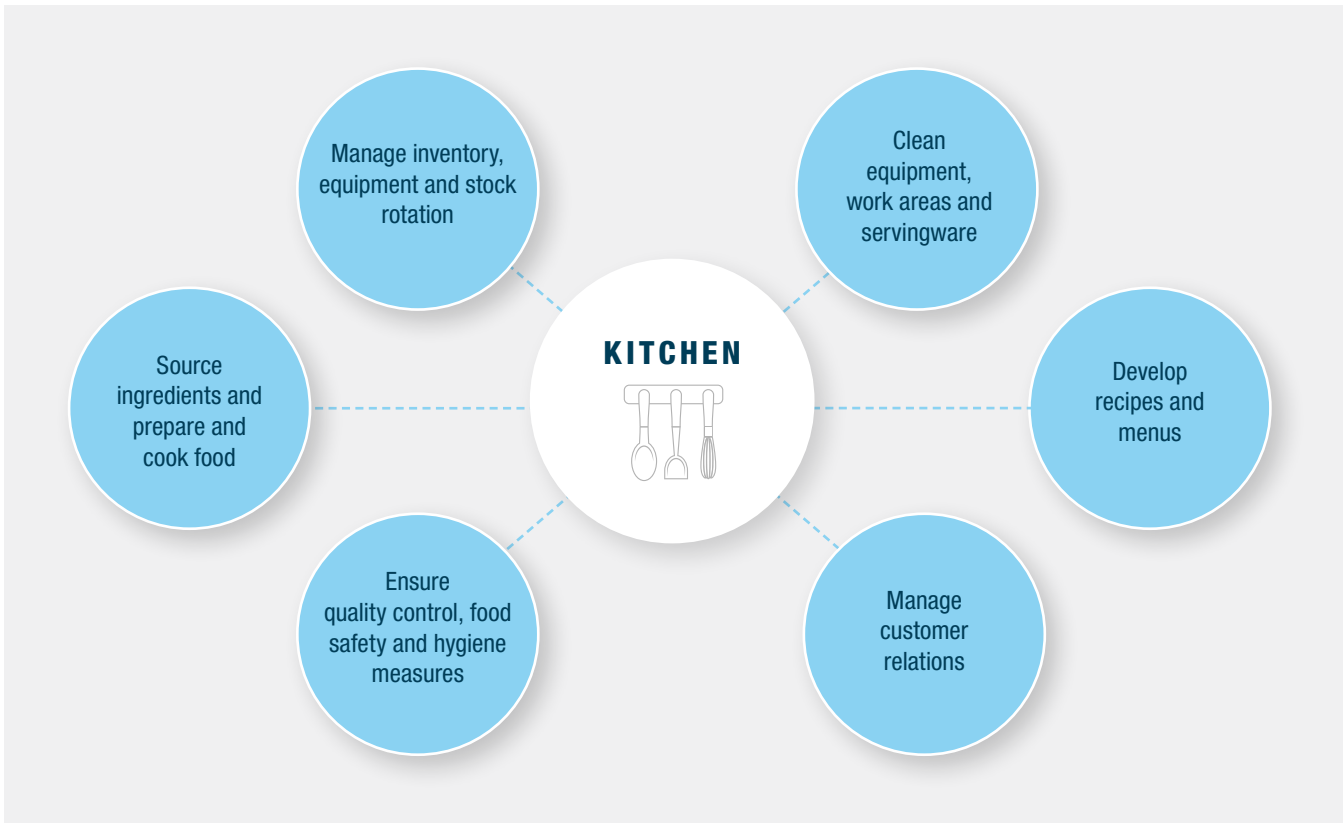 Manage inventory,
equipment and stock
rotation
Clean
equipment,
work areas and
servingware
KITCHEN
Source
ingredients and
prepare and
cook food
Develop
recipes and
menus
Ensure
quality control, food
safety and hygiene
measures
Manage
customer
relations